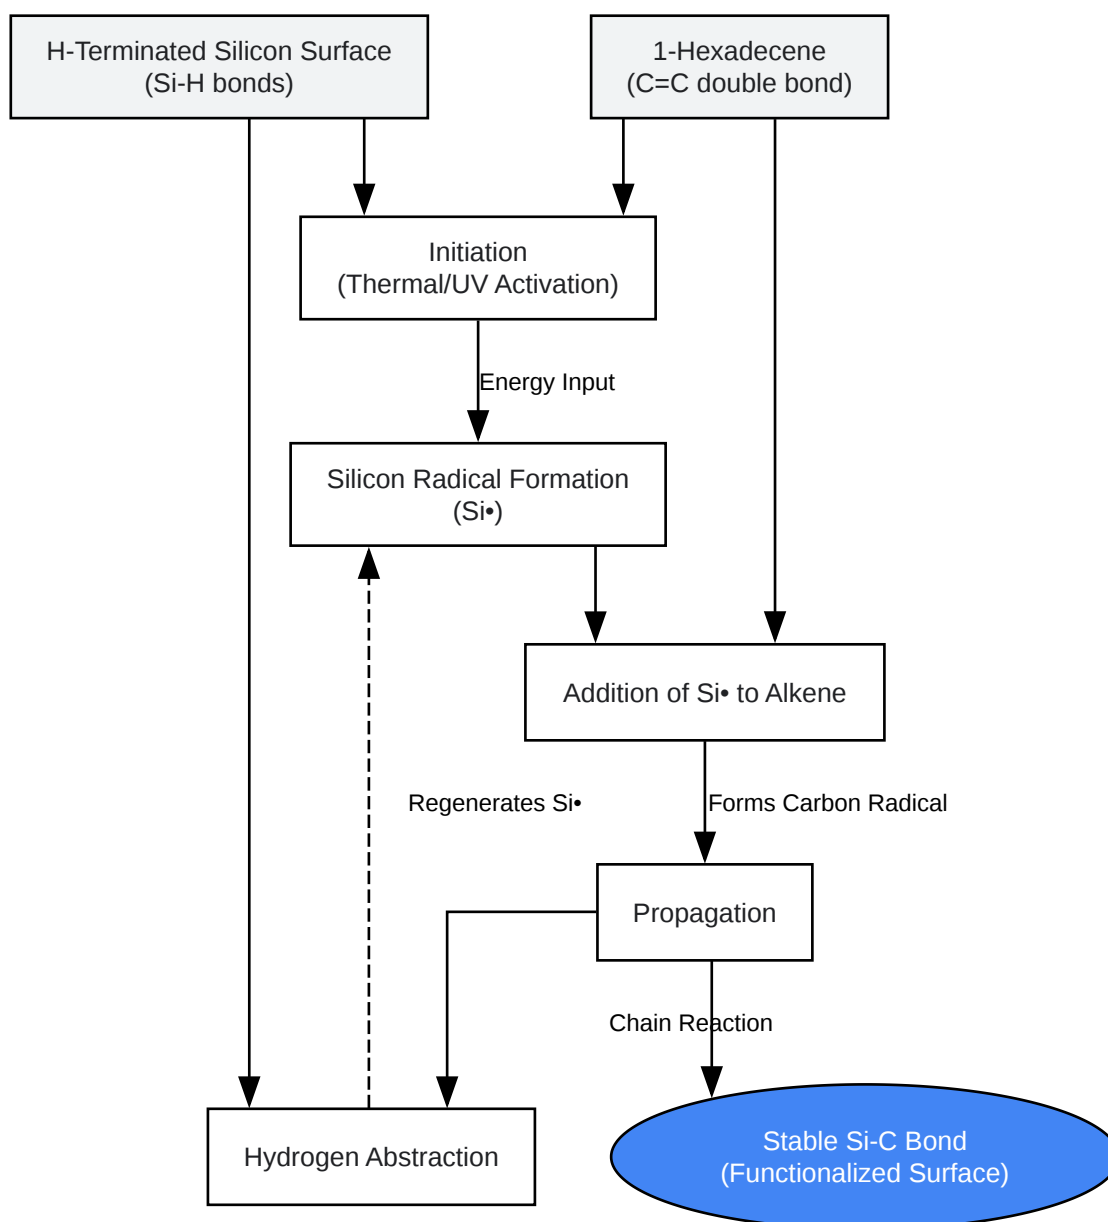 H-Terminated Silicon Surface
(Si-H bonds)
1-Hexadecene
(C=C double bond)
Initiation
(Thermal/UV Activation)
Energy Input
Silicon Radical Formation
(Si•)
Addition of Si• to Alkene
Regenerates Si•
Forms Carbon Radical
Propagation
Chain Reaction
Hydrogen Abstraction
Stable Si-C Bond
(Functionalized Surface)